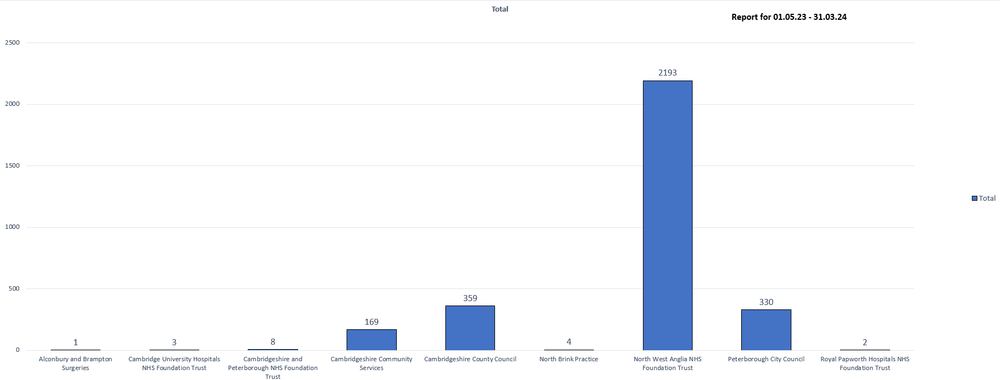 Total
Report for 01.05.23 - 31.03.24
2500
2000
1500
1000
500
0
1
3
8
169
359
4
2193
330
2
Alconbury and Brampton
Surgeries
Cambridge University Hospitals
NHS Foundation Trust
Cambridgeshire and
Peterborough NHS Foundation
Trust
Cambridgeshire Community
Services
Cambridgeshire County Council
North Brink Practice
North West Anglia NHS
Foundation Trust
Peterborough City Council
Royal Papworth Hospitals NHS
Foundation Trust
Total